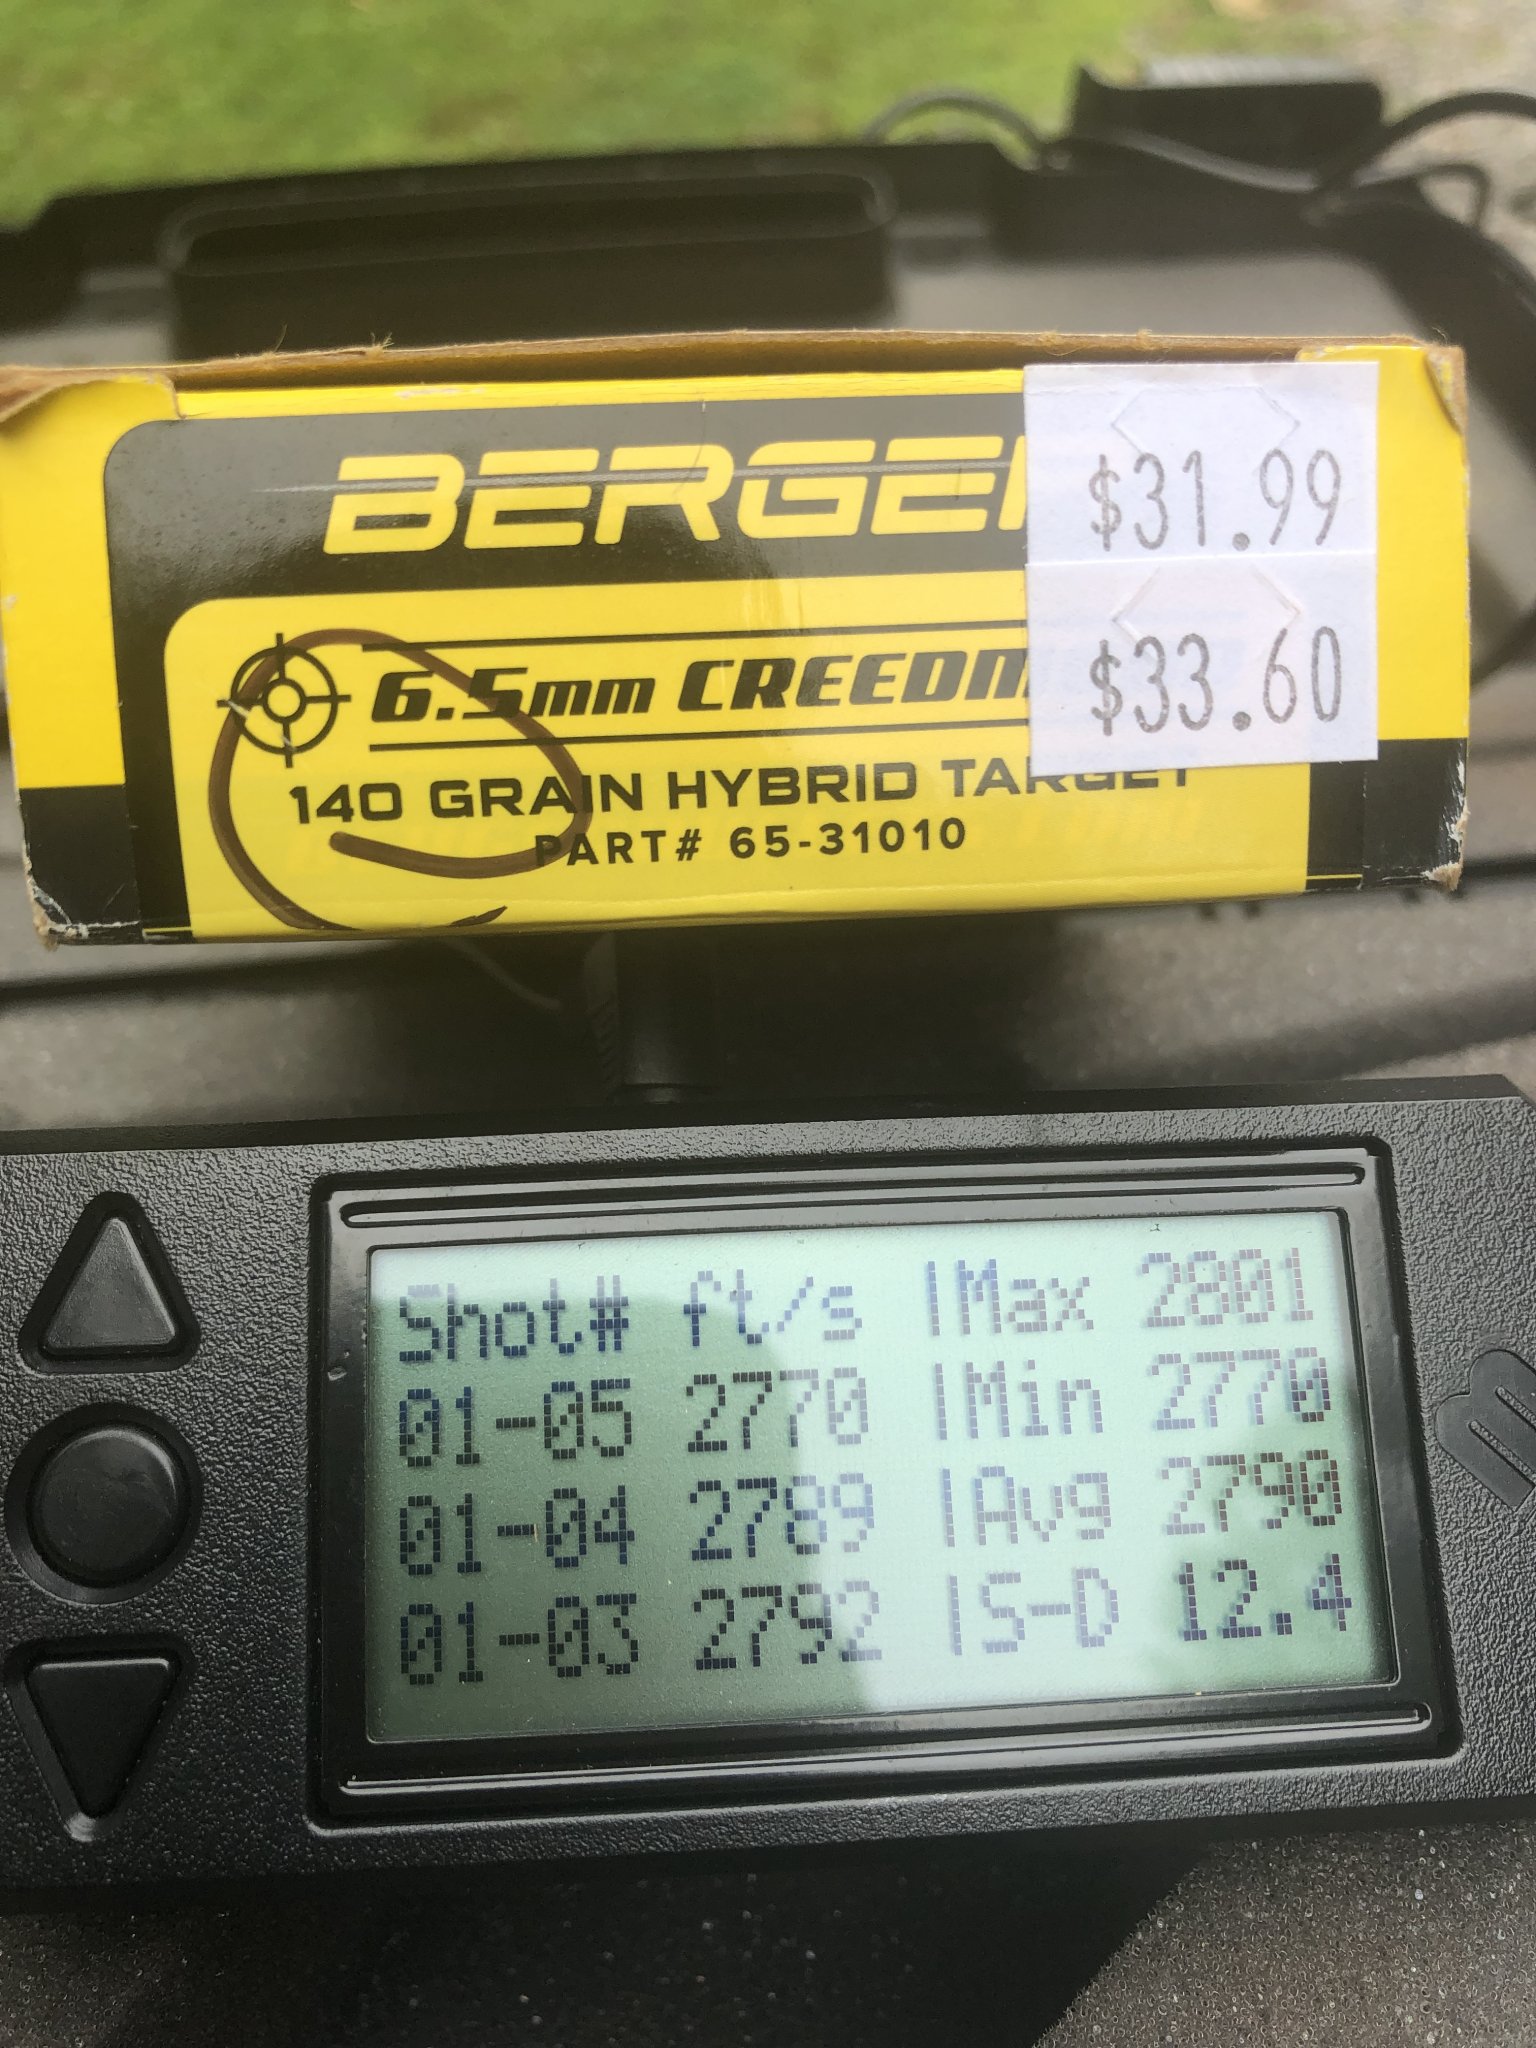 BERGER
$31.99
$33.60
6.5mm CREEDM
140 GRAIN HYBRID TARGET
PART# 65-31010
Shot# ft/s |Max 2801
01-05 2770 |Min 2770
01-04 2789 |Avg 2790
01-03 2792 |S-D 12.4